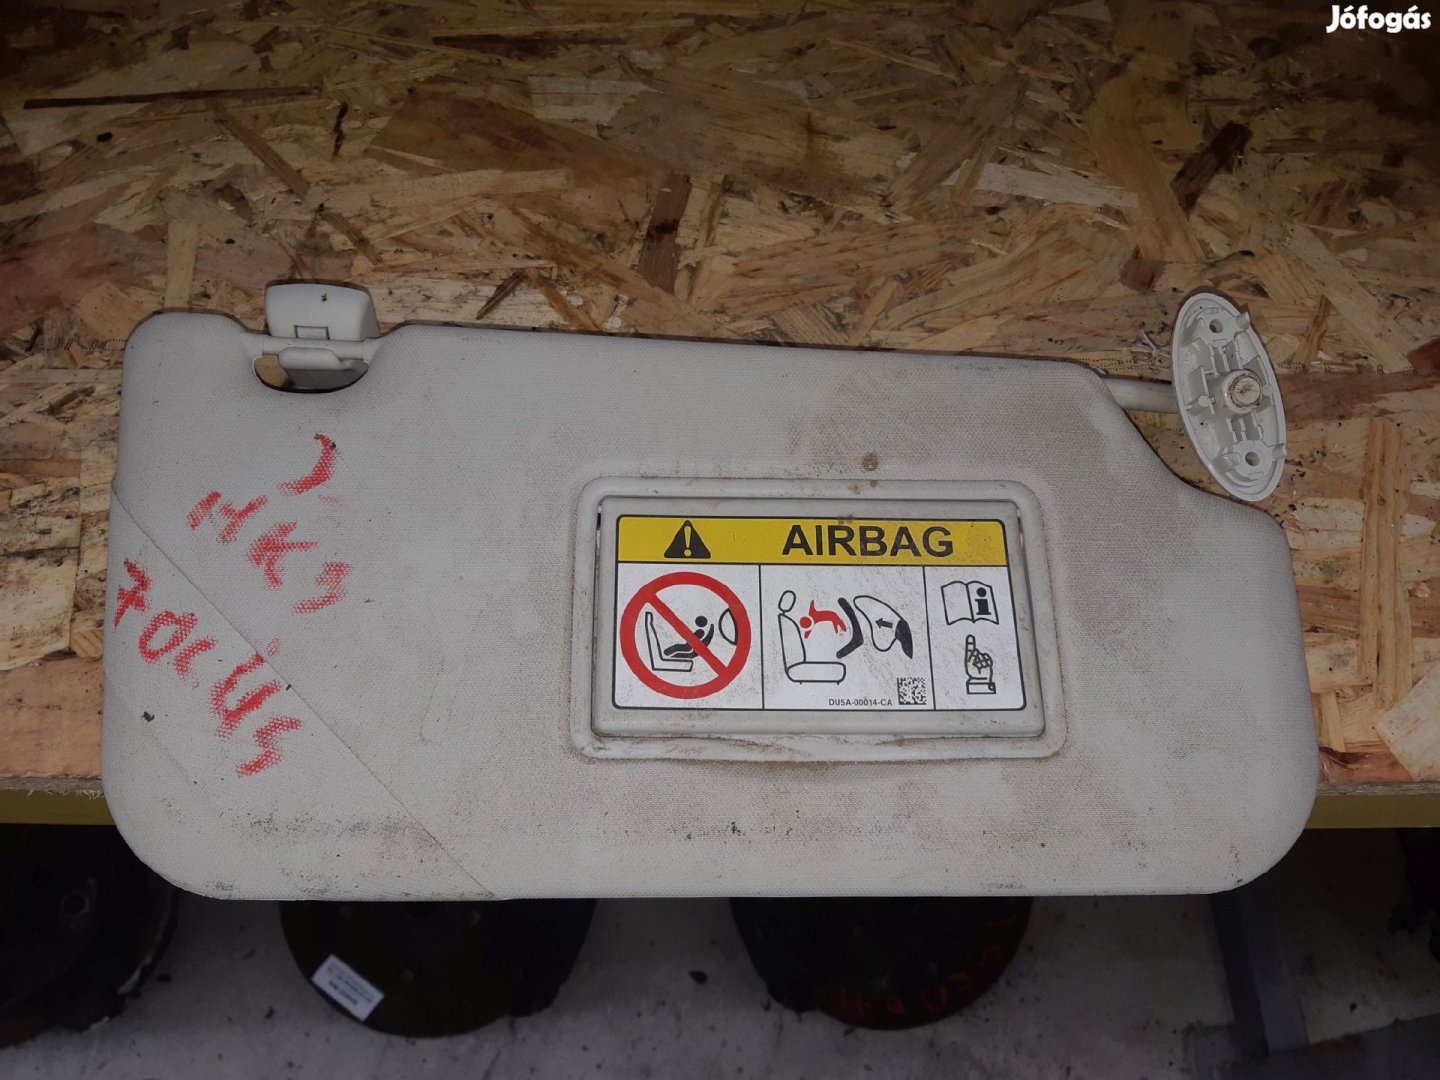 Jófogás
AIRBAG
DU5A-00014-CA
J
MK3
FOCUS